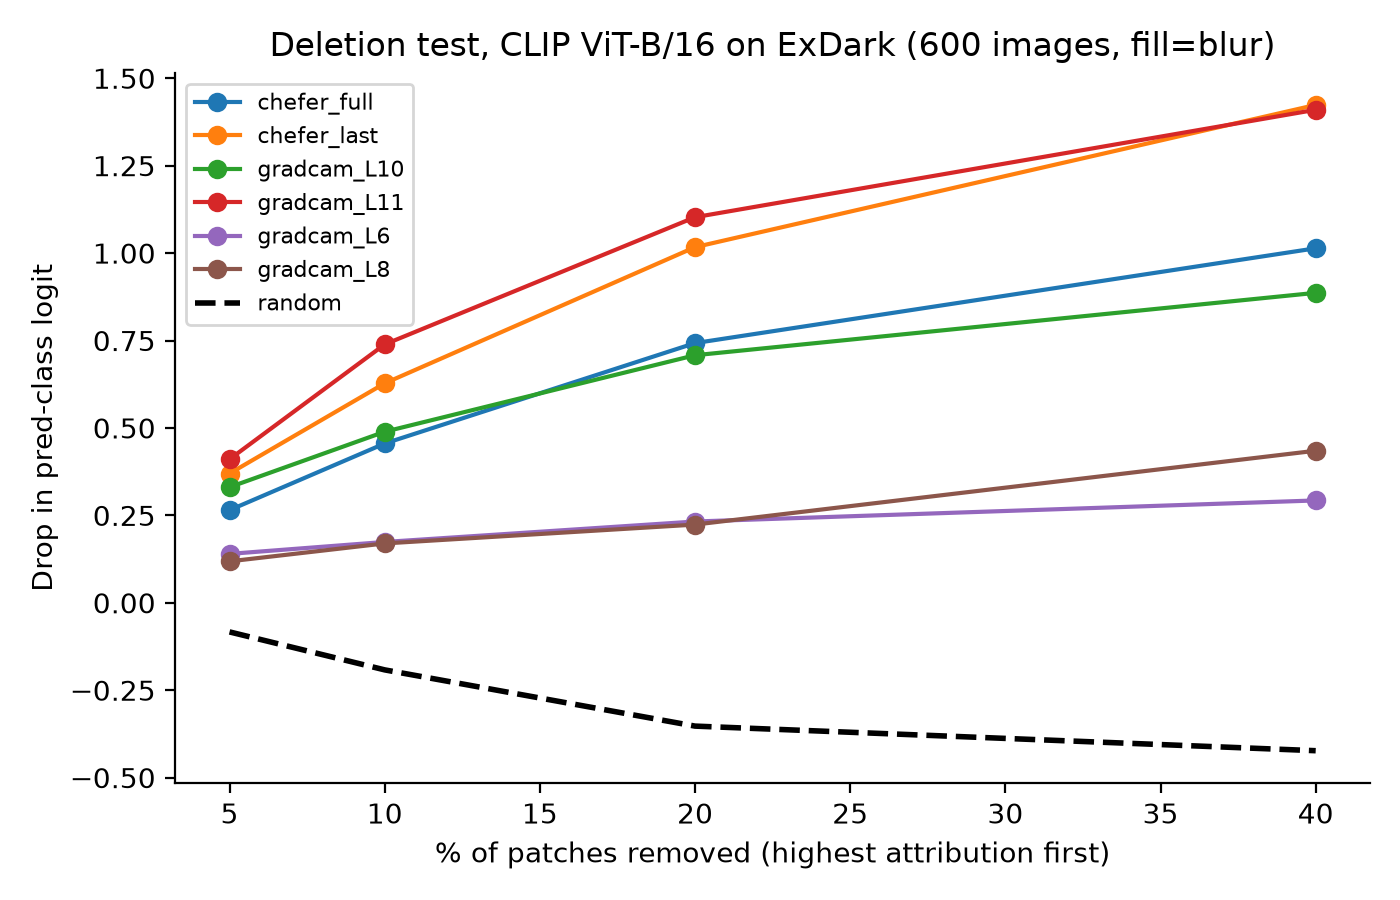 Deletion test, CLIP ViT-B/16 on ExDark (600 images, fill=blur)
Drop in pred-class logit
1.50
1.25
1.00
0.75
0.50
0.25
0.00
−0.25
−0.50
chefer_full
chefer_last
gradcam_L10
gradcam_L11
gradcam_L6
gradcam_L8
random
5 10 15 20 25 30 35 40
% of patches removed (highest attribution first)